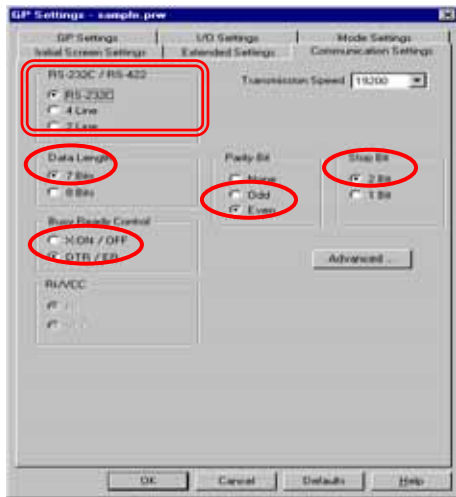 GP Settings - sample.prw
GP Settings
I/O Settings
Mode Settings
Initial Screen Settings
Extended Settings
Communication Settings
RS-232C / RS-422
RS-232C
4 Line
2 Line
Transmission Speed
19200
Data Length
7 Bits
8 Bits
Parity Bit
None
Odd
Even
Stop Bit
2 Bit
1 Bit
Busy Ready Control
X.ON / OFF
DTR / ER
Advanced ...
RI/VCC
OK
Cancel
Defaults
Help